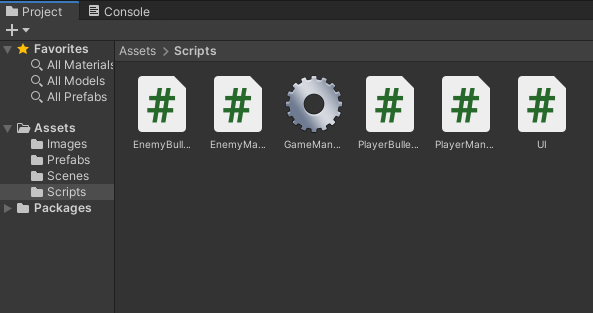 Project
Console
Favorites
All Materials
All Models
All Prefabs
Assets
Images
Prefabs
Scenes
Scripts
Packages
Assets > Scripts
EnemyBull...
EnemyMa...
GameMan...
PlayerBulle...
PlayerMan...
UI